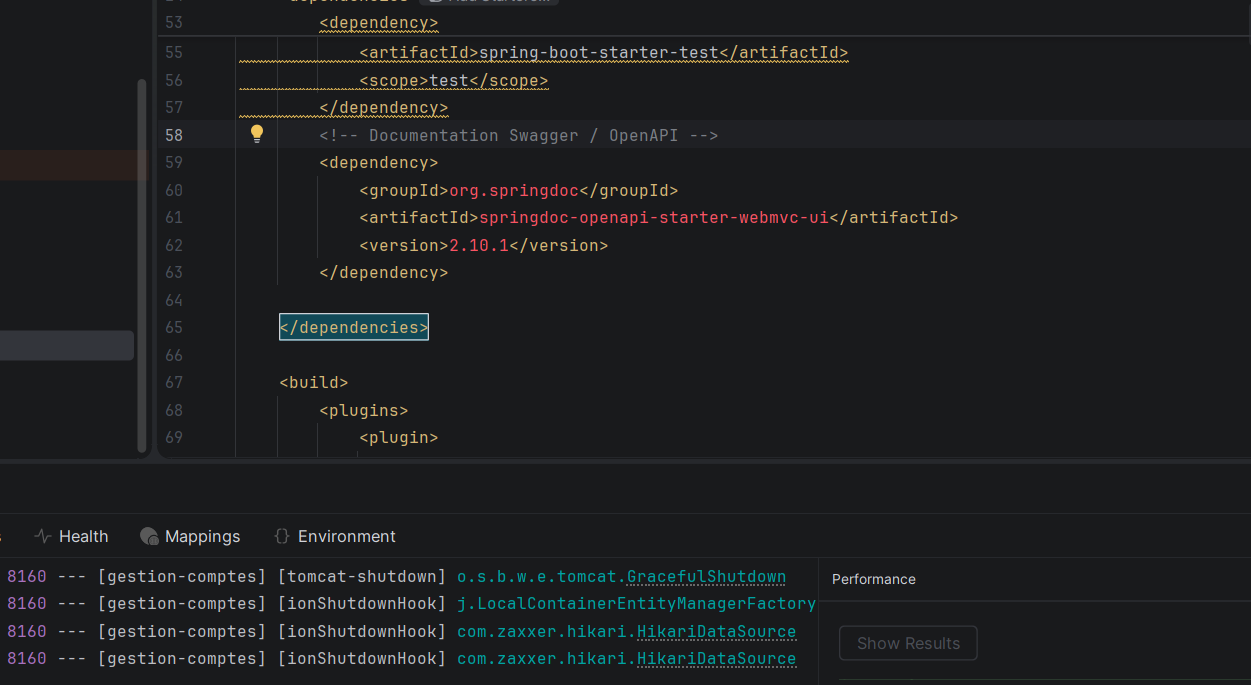 53 <dependency>
55 <artifactId>spring-boot-starter-test</artifactId>
56 <scope>test</scope>
57 </dependency>
58 <!-- Documentation Swagger / OpenAPI -->
59 <dependency>
60 <groupId>org.springdoc</groupId>
61 <artifactId>springdoc-openapi-starter-webmvc-ui</artifactId>
62 <version>2.10.1</version>
63 </dependency>
64
65 </dependencies>
66
67 <build>
68 <plugins>
69 <plugin>
Health Mappings Environment
8160 --- [gestion-comptes] [tomcat-shutdown] o.s.b.w.e.tomcat.GracefulShutdown
8160 --- [gestion-comptes] [ionShutdownHook] j.LocalContainerEntityManagerFactory
8160 --- [gestion-comptes] [ionShutdownHook] com.zaxxer.hikari.HikariDataSource
8160 --- [gestion-comptes] [ionShutdownHook] com.zaxxer.hikari.HikariDataSource
Performance
Show Results